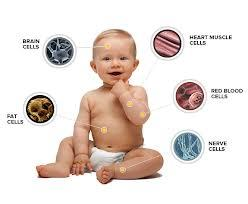 BRAIN
CELLS
HEART MUSCLE
CELLS
RED BLOOD
CELLS
FAT
CELLS
NERVE
CELLS